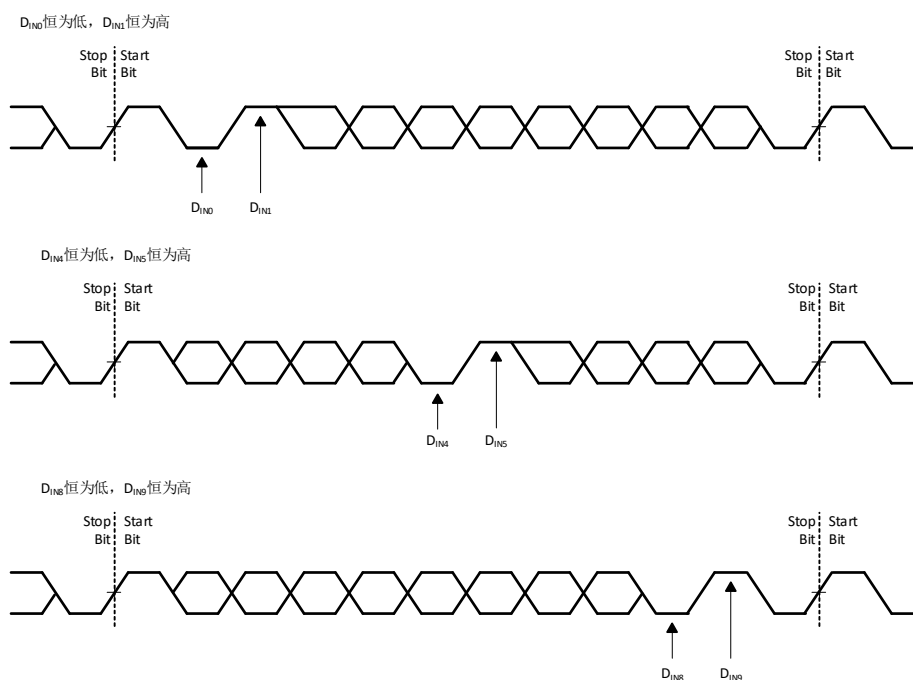 DIN0恒为低，DIN1恒为高
Stop Start Stop Start
Bit Bit Bit Bit
DIN0 DIN1
DIN4恒为低，DIN5恒为高
Stop Start Stop Start
Bit Bit Bit Bit
DIN4 DIN5
DIN8恒为低，DIN9恒为高
Stop Start Stop Start
Bit Bit Bit Bit
DIN8 DIN9